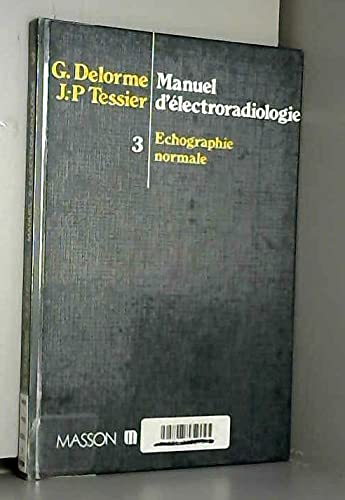 G. Delorme
J.-P Tessier
Manuel
d'électroradiologie
3
Echographie
normale
MASSON